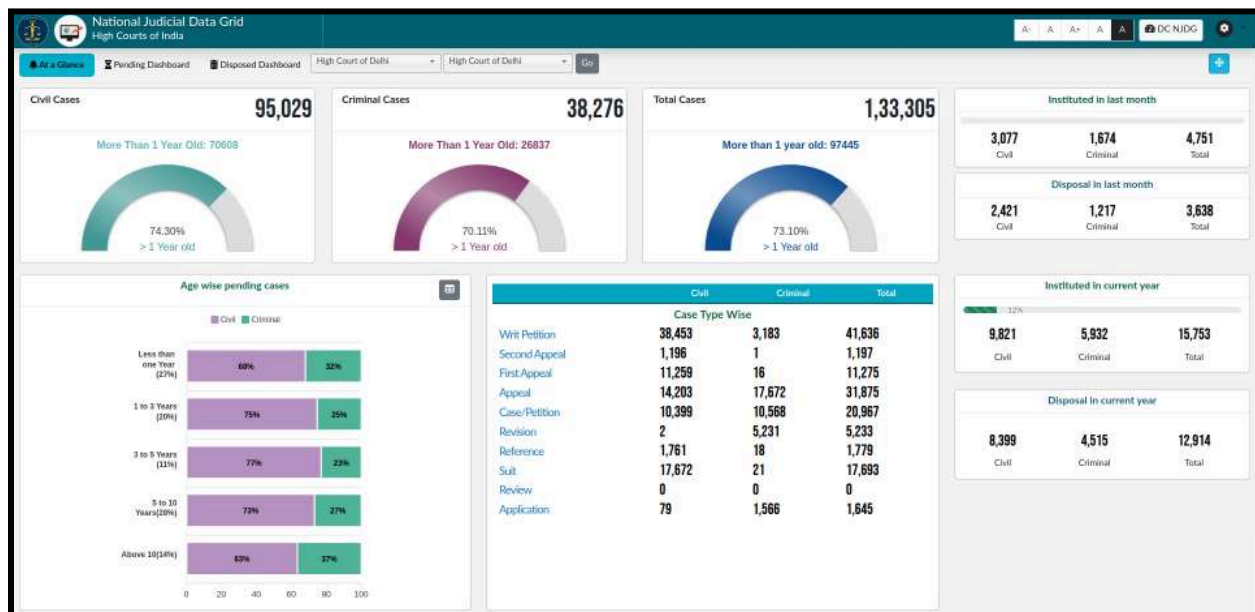 National Judicial Data Grid
High Courts of India
A- A A+ A A DC NJDG
At a Glance Pending Dashboard Disposed Dashboard High Court of Delhi High Court of Delhi Go
Civil Cases 95,029
More Than 1 Year Old: 70608
74.30%
> 1 Year old
Criminal Cases 38,276
More Than 1 Year Old: 26837
70.11%
> 1 Year old
Total Cases 1,33,305
More than 1 year old: 97445
73.10%
> 1 Year old
Instituted in last month
3,077 1,674 4,751
Civil Criminal Total
Disposal in last month
2,421 1,217 3,638
Civil Criminal Total
Age wise pending cases
Civil Criminal
Less than
one Year
(27%)
68% 32%
1 to 3 Years
(20%)
75% 25%
3 to 5 Years
(11%)
77% 23%
5 to 10
Years(28%)
73% 27%
Above 10(14%)
63% 37%
0 20 40 60 80 100
Civil Criminal Total
Case Type Wise
Writ Petition 38,453 3,183 41,636
Second Appeal 1,196 1 1,197
First Appeal 11,259 16 11,275
Appeal 14,203 17,672 31,875
Case/Petition 10,399 10,568 20,967
Revision 2 5,231 5,233
Reference 1,761 18 1,779
Suit 17,672 21 17,693
Review 0 0 0
Application 79 1,566 1,645
Instituted in current year
12%
9,821 5,932 15,753
Civil Criminal Total
Disposal in current year
8,399 4,515 12,914
Civil Criminal Total